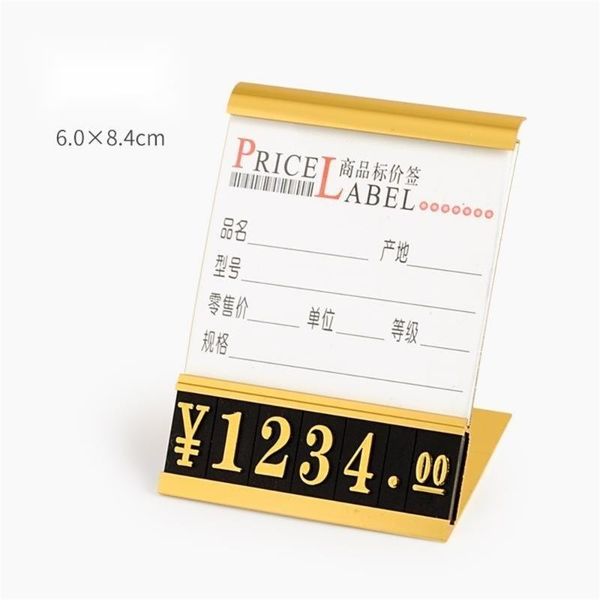 6.0×8.4cm
PRICE 商品标价签
LABEL
品名 产地
型号
零售价 单位 等级
规格
¥1234.00